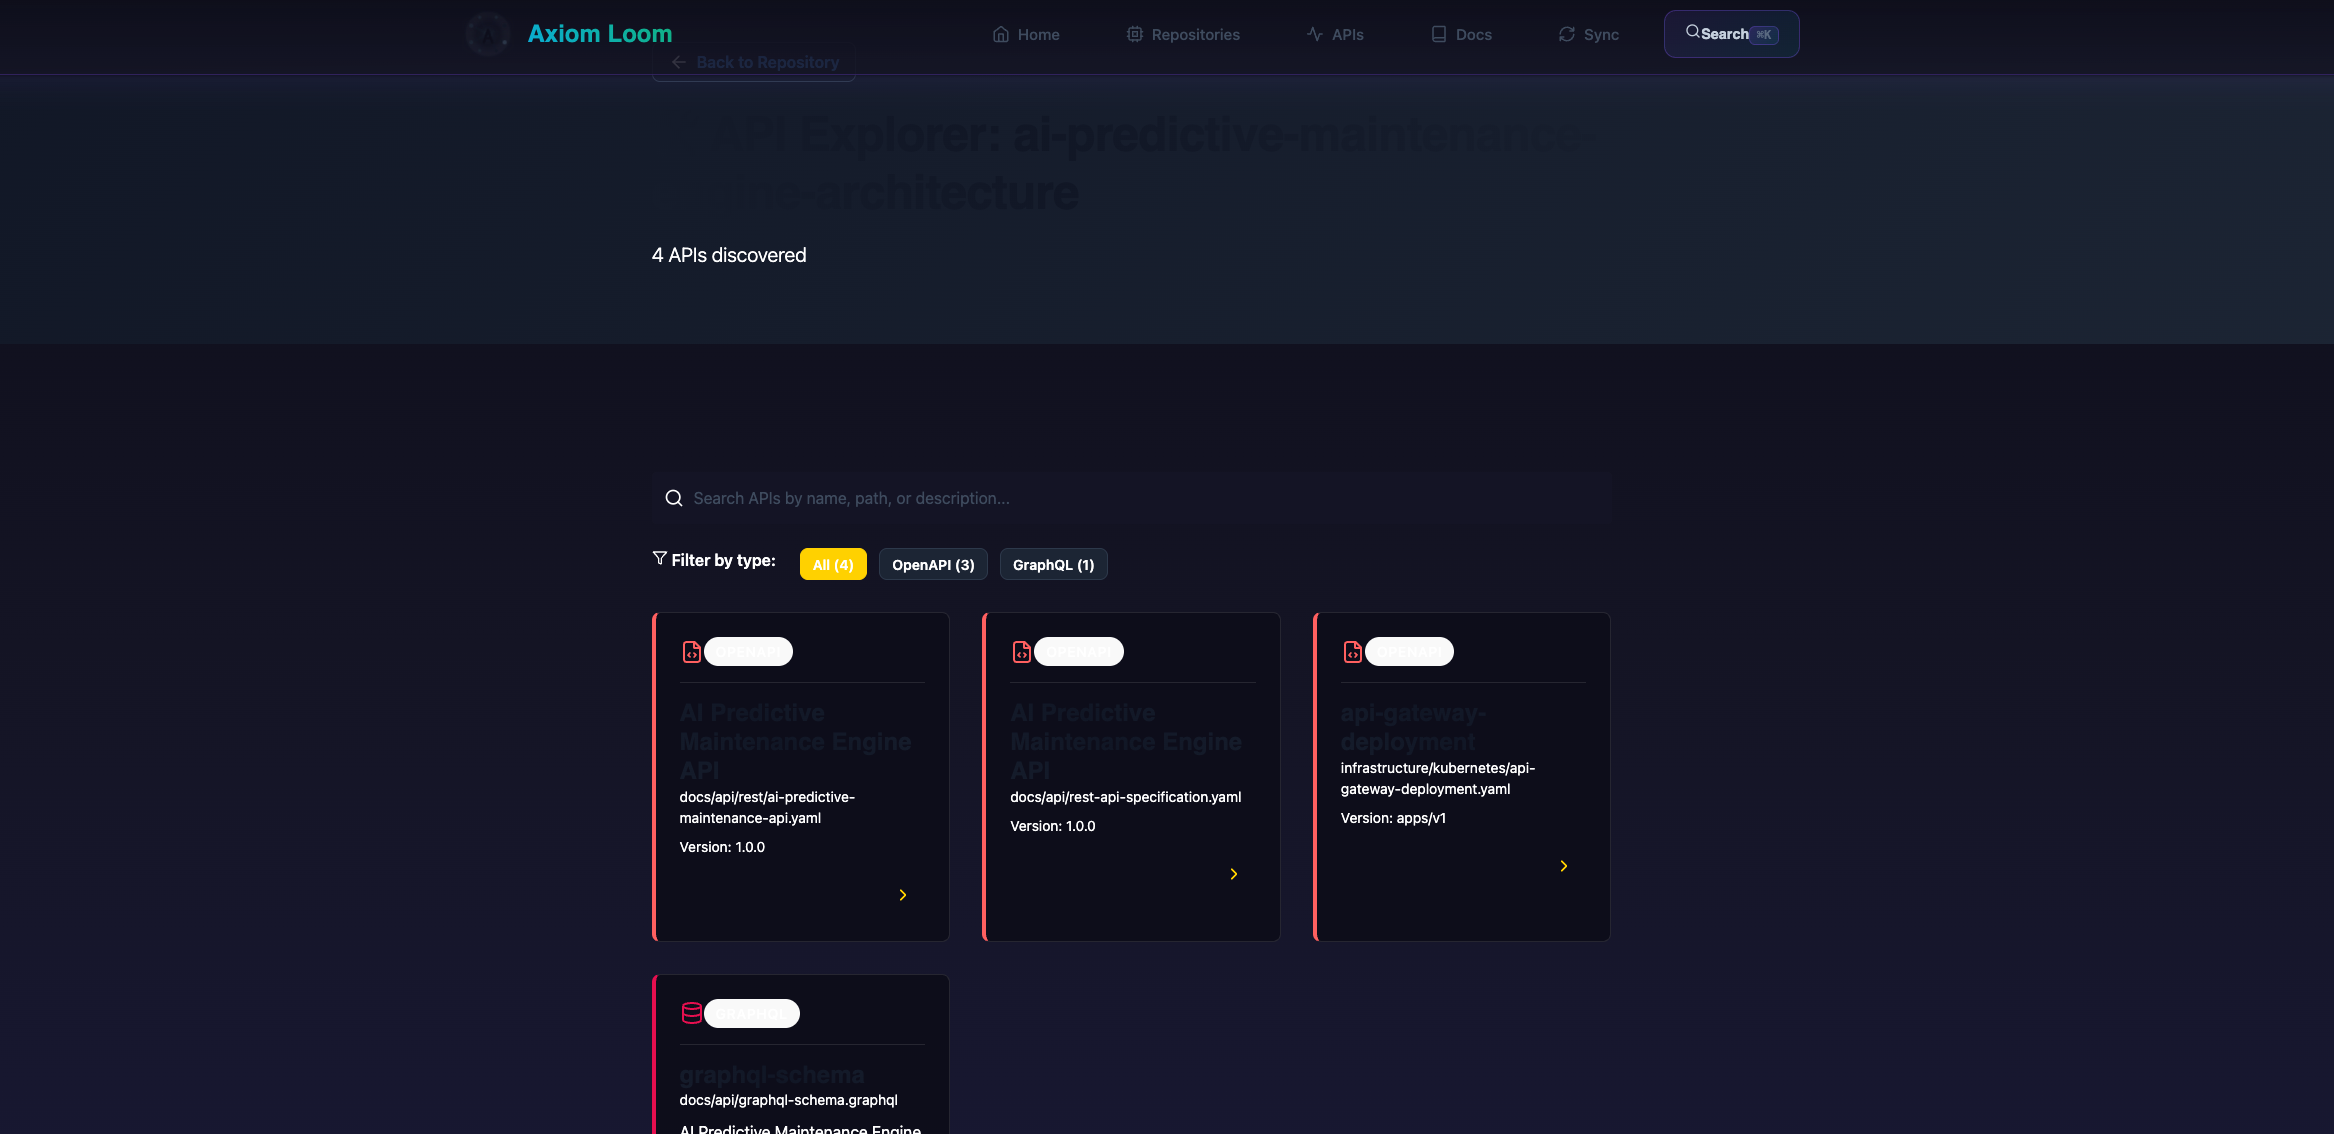 Axiom Loom
Home
Repositories
APIs
Docs
Sync
Search ⌘K
Back to Repository
API Explorer: ai-predictive-maintenance-
-architecture
4 APIs discovered
Search APIs by name, path, or description...
Filter by type:
All (4)
OpenAPI (3)
GraphQL (1)
OPENAPI
AI Predictive
Maintenance Engine
API
docs/api/rest/ai-predictive-
maintenance-api.yaml
Version: 1.0.0
OPENAPI
AI Predictive
Maintenance Engine
API
docs/api/rest-api-specification.yaml
Version: 1.0.0
OPENAPI
api-gateway-
deployment
infrastructure/kubernetes/api-
gateway-deployment.yaml
Version: apps/v1
GRAPHQL
graphql-schema
docs/api/graphql-schema.graphql
AI Predictive Maintenance Engine